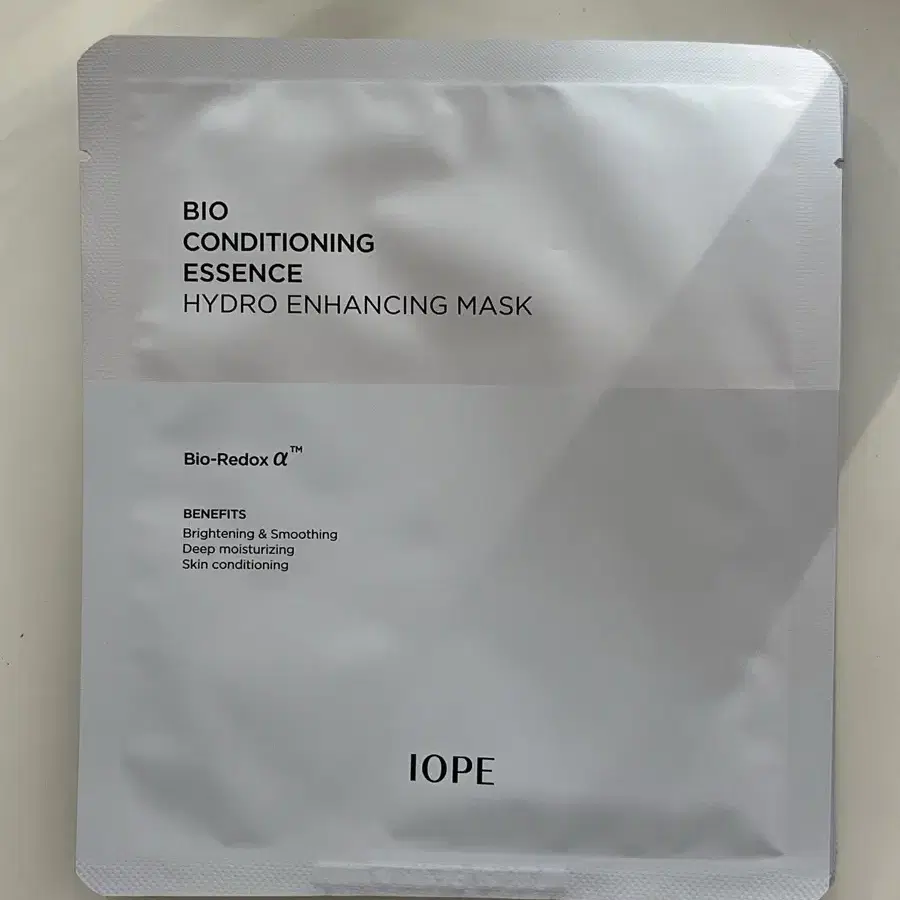 BIO
CONDITIONING
ESSENCE
HYDRO ENHANCING MASK
Bio-Redox α™
BENEFITS
Brightening & Smoothing
Deep moisturizing
Skin conditioning
IOPE